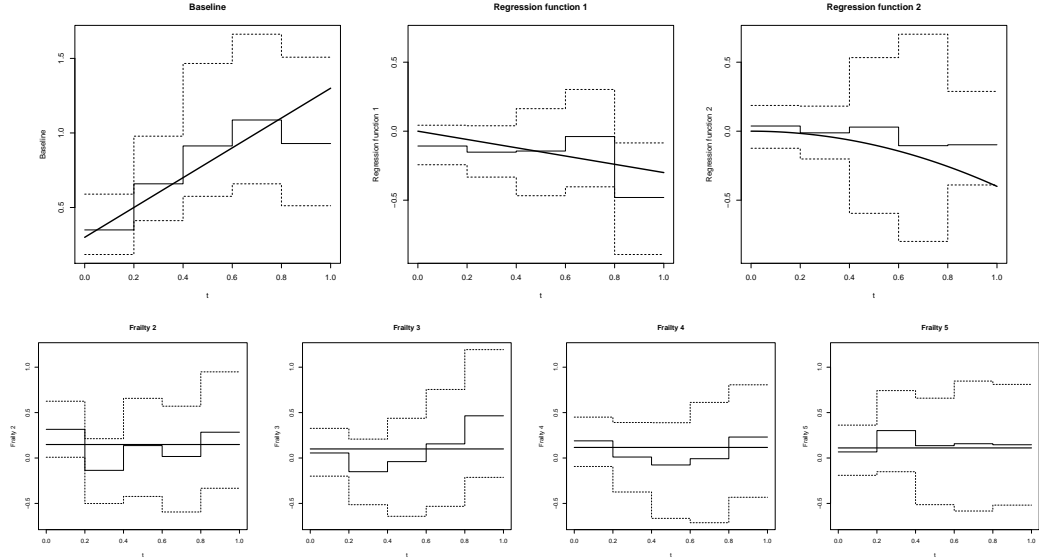 Baseline
Regression function 1
Regression function 2
Baseline
0.5 1.0 1.5
0.0 0.2 0.4 0.6 0.8 1.0
t
Regression function 1
−0.5 0.0 0.5
0.0 0.2 0.4 0.6 0.8 1.0
t
Regression function 2
−0.5 0.0 0.5
0.0 0.2 0.4 0.6 0.8 1.0
t
Frailty 2
Frailty 3
Frailty 4
Frailty 5
Frailty 2
−0.5 0.0 0.5 1.0
0.0 0.2 0.4 0.6 0.8 1.0
t
Frailty 3
−0.5 0.0 0.5 1.0
0.0 0.2 0.4 0.6 0.8 1.0
t
Frailty 4
−0.5 0.0 0.5 1.0
0.0 0.2 0.4 0.6 0.8 1.0
t
Frailty 5
−0.5 0.0 0.5 1.0
0.0 0.2 0.4 0.6 0.8 1.0
t